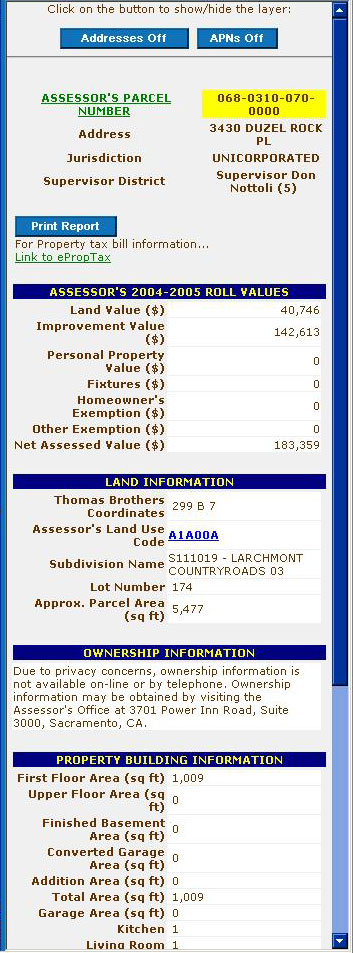 Click on the button to show/hide the layer:
Addresses Off APNs Off
ASSESSOR'S PARCEL 068-0310-070-
NUMBER 0000
Address 3430 DUZEL ROCK
PL
Jurisdiction UNICORPORATED
Supervisor District Supervisor Don
Nottoli (5)
Print Report
For Property tax bill information...
Link to ePropTax
ASSESSOR'S 2004-2005 ROLL VALUES
Land Value ($) 40,746
Improvement Value
($) 142,613
Personal Property
Value ($) 0
Fixtures ($) 0
Homeowner's
Exemption ($) 0
Other Exemption ($) 0
Net Assessed Value ($) 183,359
LAND INFORMATION
Thomas Brothers
Coordinates 299 B 7
Assessor's Land Use
Code A1A00A
Subdivision Name S111019 - LARCHMONT
COUNTRYROADS 03
Lot Number 174
Approx. Parcel Area
(sq ft) 5,477
OWNERSHIP INFORMATION
Due to privacy concerns, ownership information is
not available on-line or by telephone. Ownership
information may be obtained by visiting the
Assessor's Office at 3701 Power Inn Road, Suite
3000, Sacramento, CA.
PROPERTY BUILDING INFORMATION
First Floor Area (sq ft) 1,009
Upper Floor Area (sq
ft) 0
Finished Basement
Area (sq ft) 0
Converted Garage
Area (sq ft) 0
Addition Area (sq ft) 0
Total Area (sq ft) 1,009
Garage Area (sq ft) 0
Kitchen 1
Living Room 1